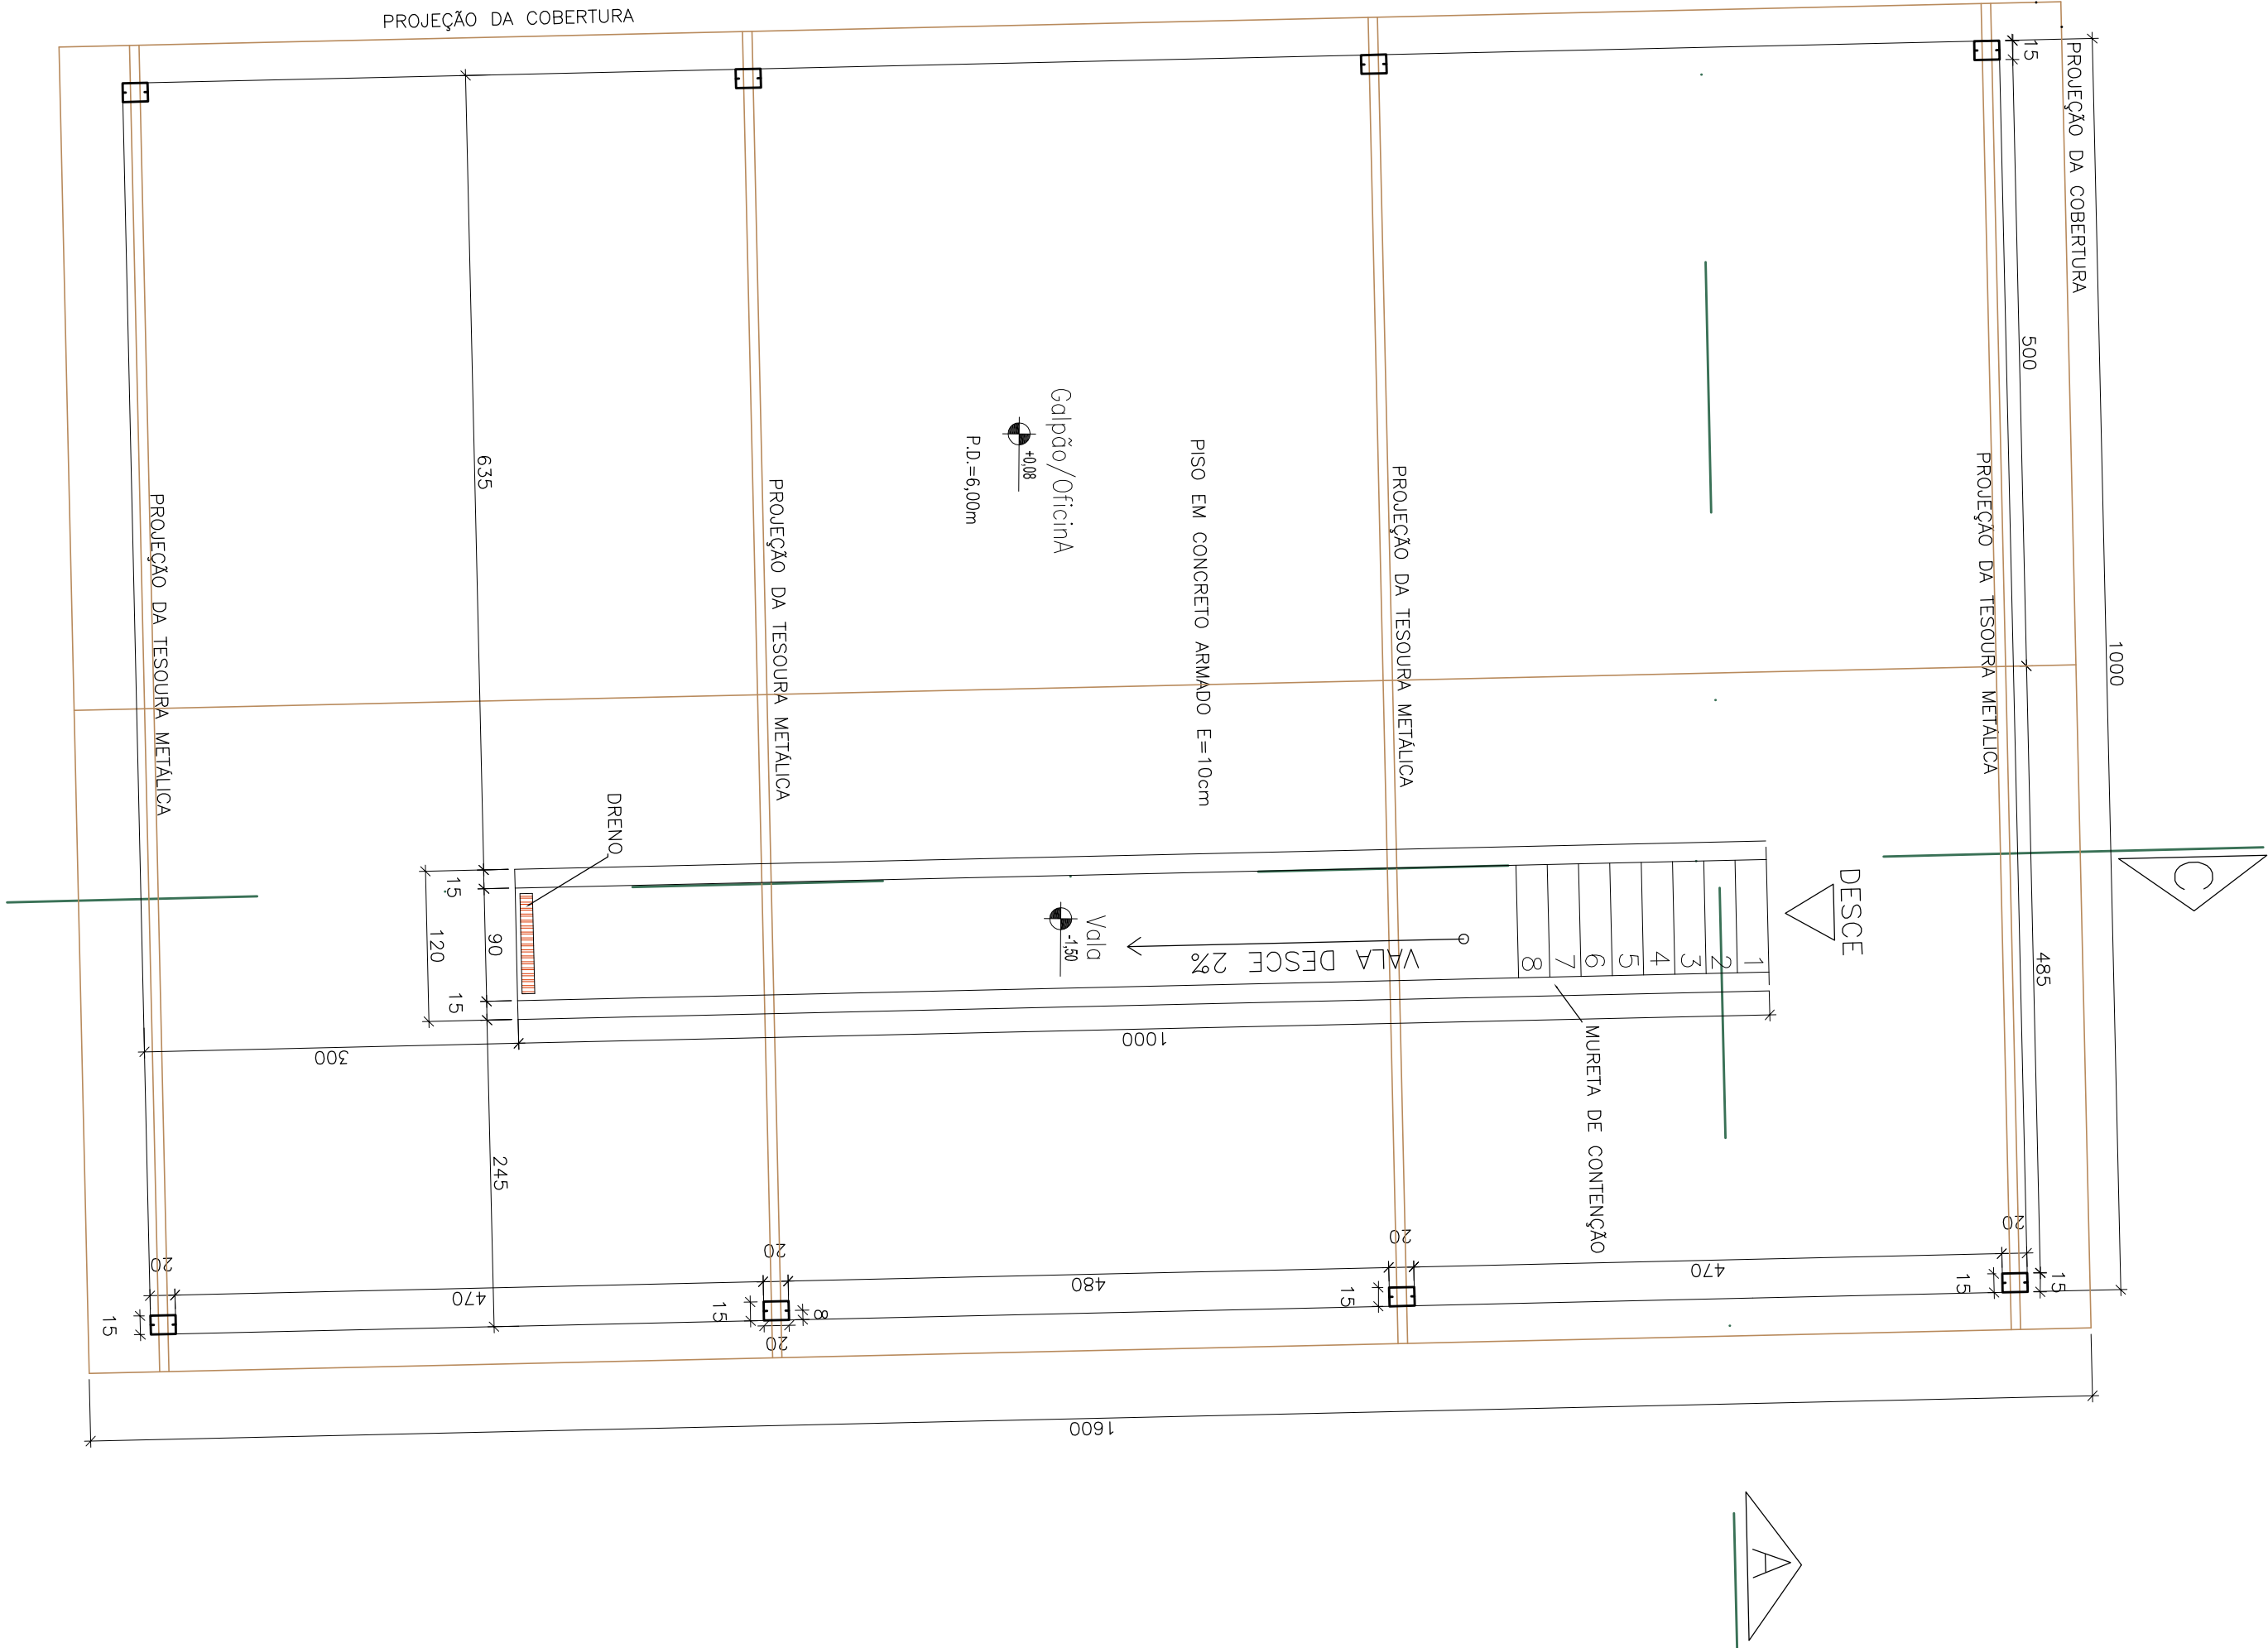 PROJEÇÃO DA COBERTURA
15
PROJEÇÃO DA COBERTURA
500
1000
635
Galpão/OficinA
+0,08
P.D.=6,00m
PISO EM CONCRETO ARMADO E=10cm
PROJEÇÃO DA TESOURA METÁLICA
PROJEÇÃO DA TESOURA METÁLICA
PROJEÇÃO DA TESOURA METÁLICA
PROJEÇÃO DA TESOURA METÁLICA
DRENO
DESCE
C
485
15
90
120
15
Vala
-1,50
VALA DESCE 2%
8
7
6
5
4
3
2
1
MURETA DE CONTENÇÃO
300
1000
245
20
470
20
480
20
470
20
15
15
8
20
15
15
15
1600
A